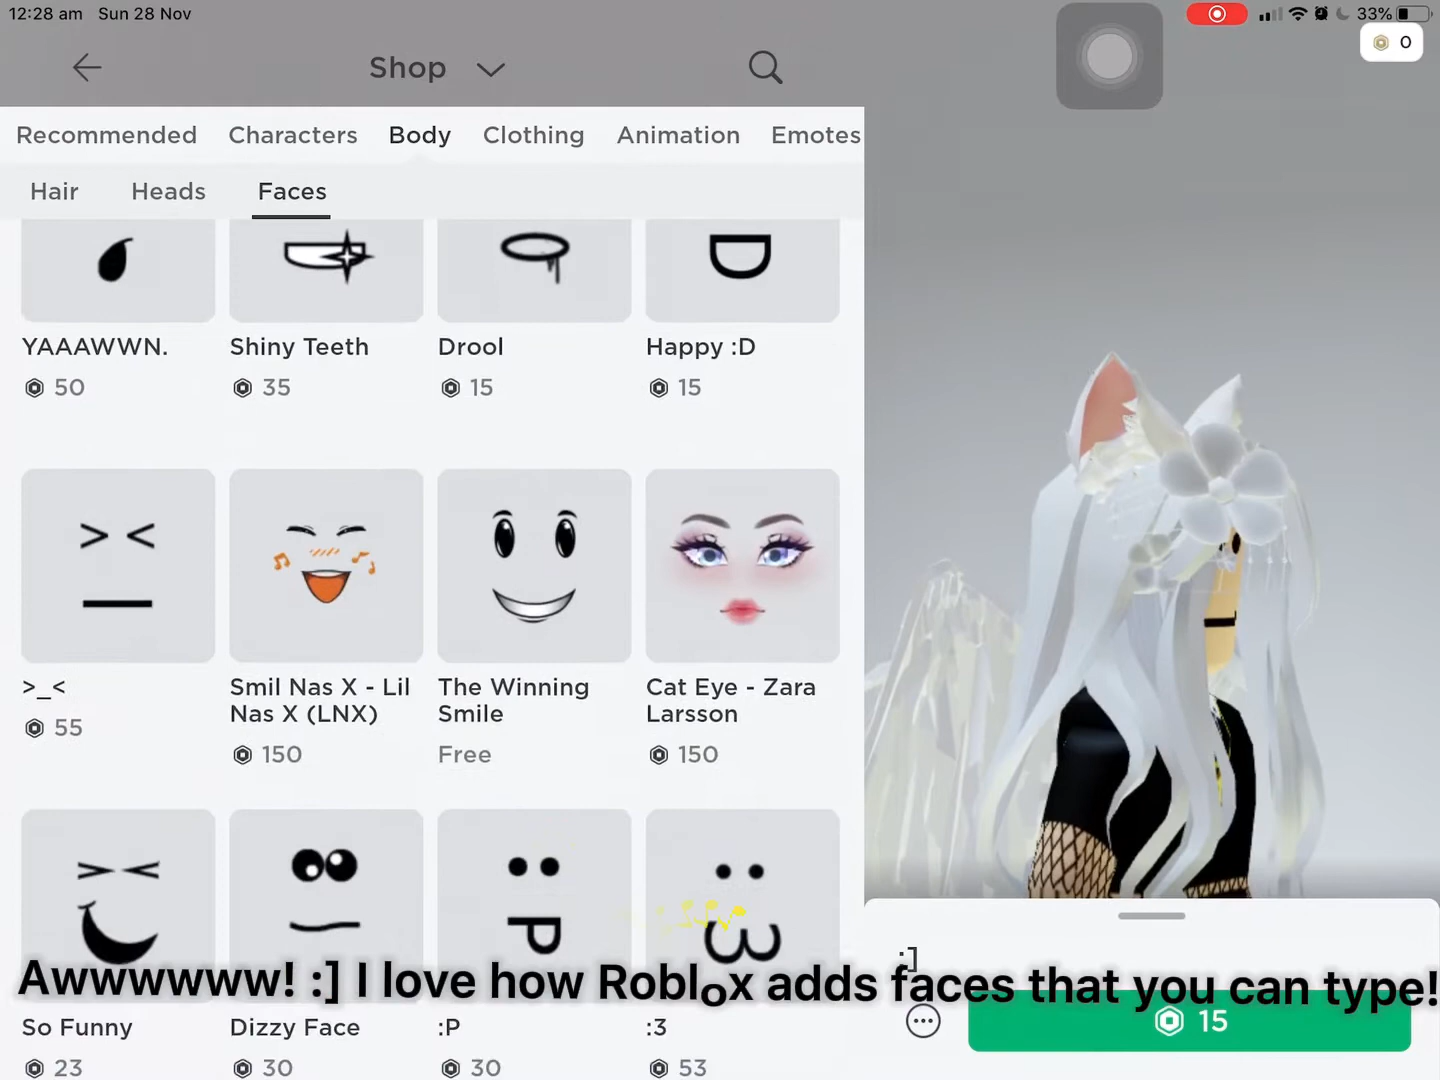 12:28 am Sun 28 Nov
33%
0
Shop
Recommended Characters Body Clothing Animation Emotes
Hair Heads Faces
YAAAWWN. Shiny Teeth Drool Happy :D
50 35 15 15
>_< Smil Nas X - Lil Nas X (LNX) The Winning Smile Cat Eye - Zara Larsson
55 150 Free 150
:]
Awwwwww! :] I love how Roblox adds faces that you can type!
So Funny Dizzy Face :P :3
23 30 30 53
15